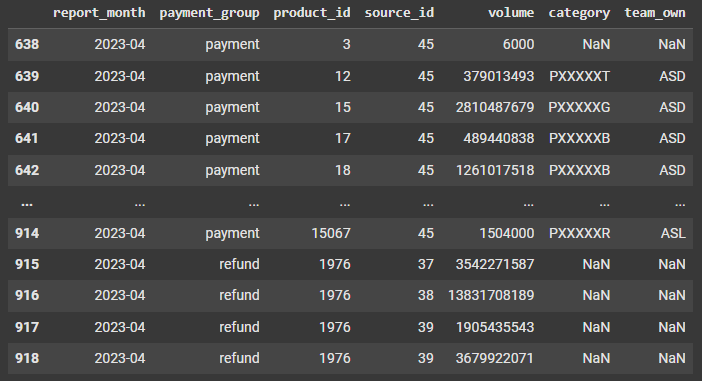 report_month payment_group product_id source_id volume category team_own
638 2023-04 payment 3 45 6000 NaN NaN
639 2023-04 payment 12 45 379013493 PXXXXXT ASD
640 2023-04 payment 15 45 2810487679 PXXXXXG ASD
641 2023-04 payment 17 45 489440838 PXXXXXB ASD
642 2023-04 payment 18 45 1261017518 PXXXXXB ASD
... ... ... ... ... ... ... ...
914 2023-04 payment 15067 45 1504000 PXXXXXR ASL
915 2023-04 refund 1976 37 3542271587 NaN NaN
916 2023-04 refund 1976 38 13831708189 NaN NaN
917 2023-04 refund 1976 39 1905435543 NaN NaN
918 2023-04 refund 1976 39 3679922071 NaN NaN